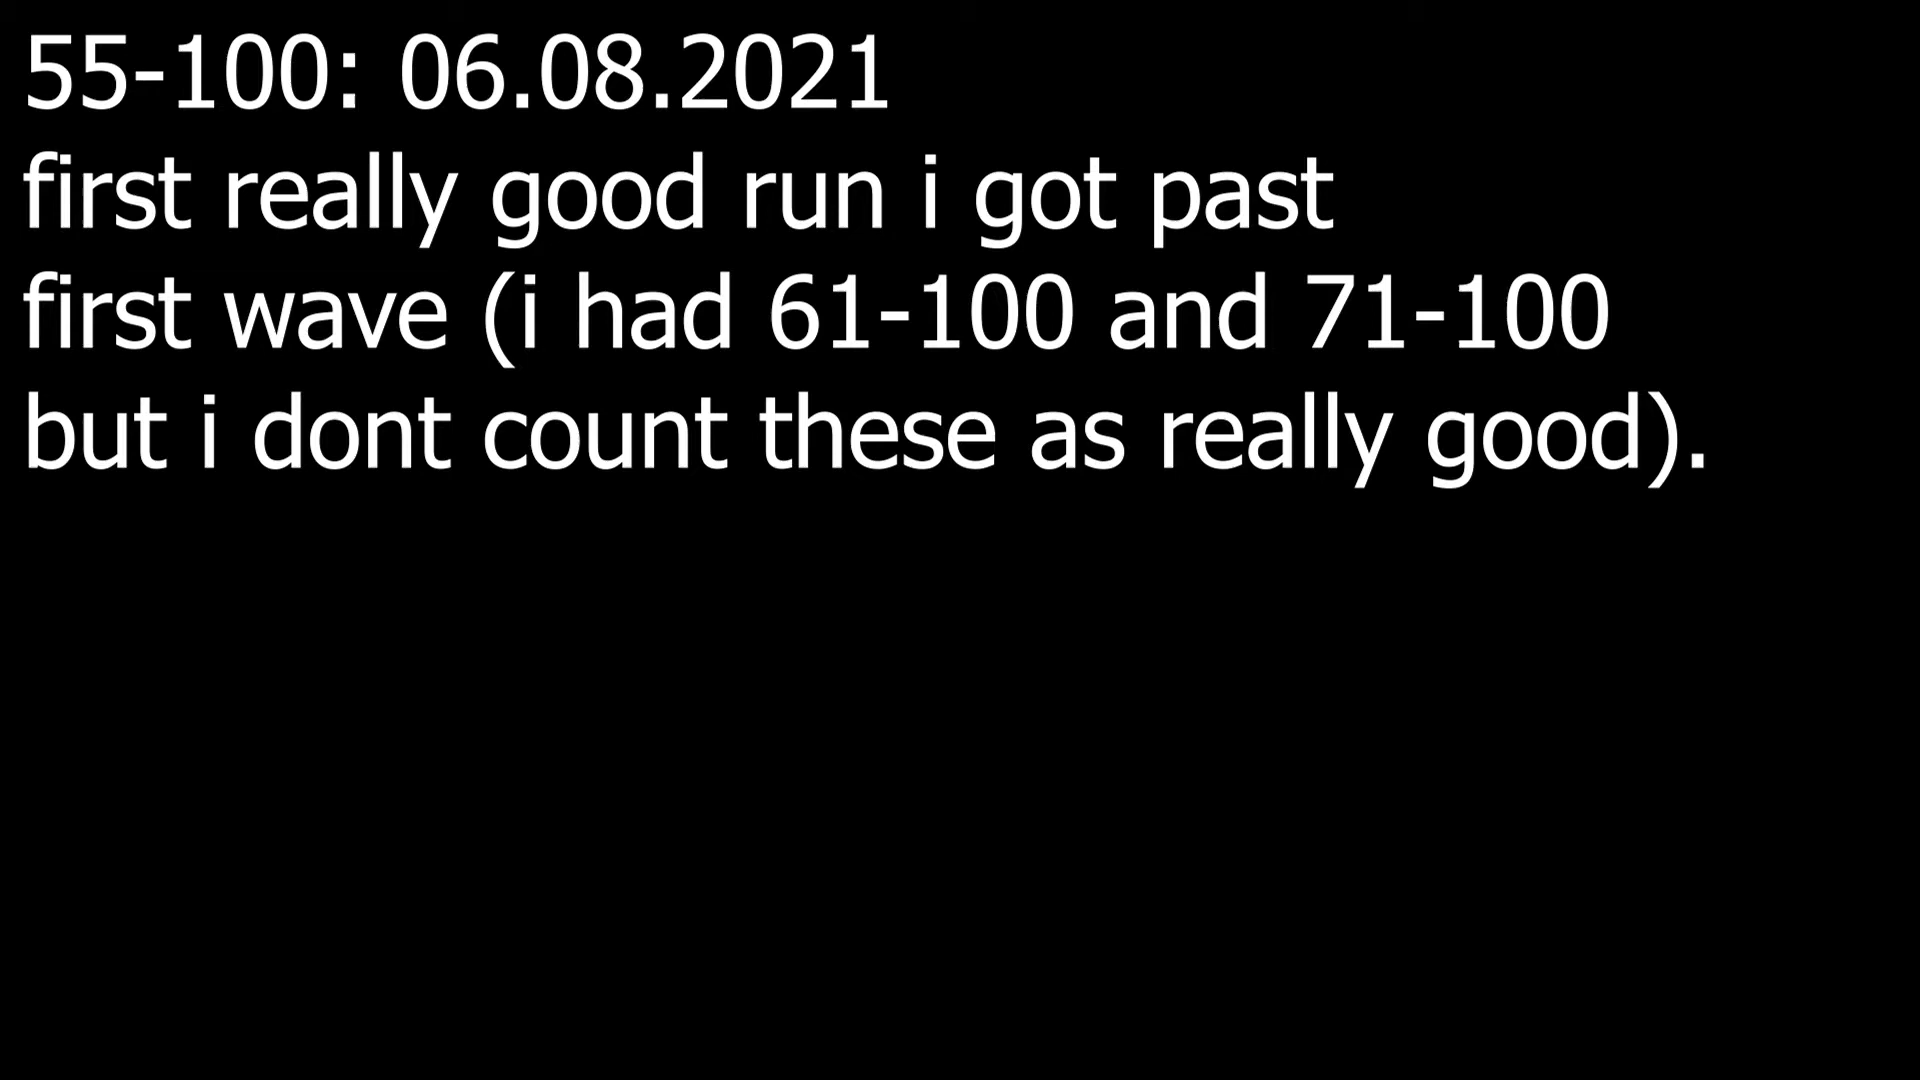 55-100: 06.08.2021
first really good run i got past
first wave (i had 61-100 and 71-100
but i dont count these as really good).